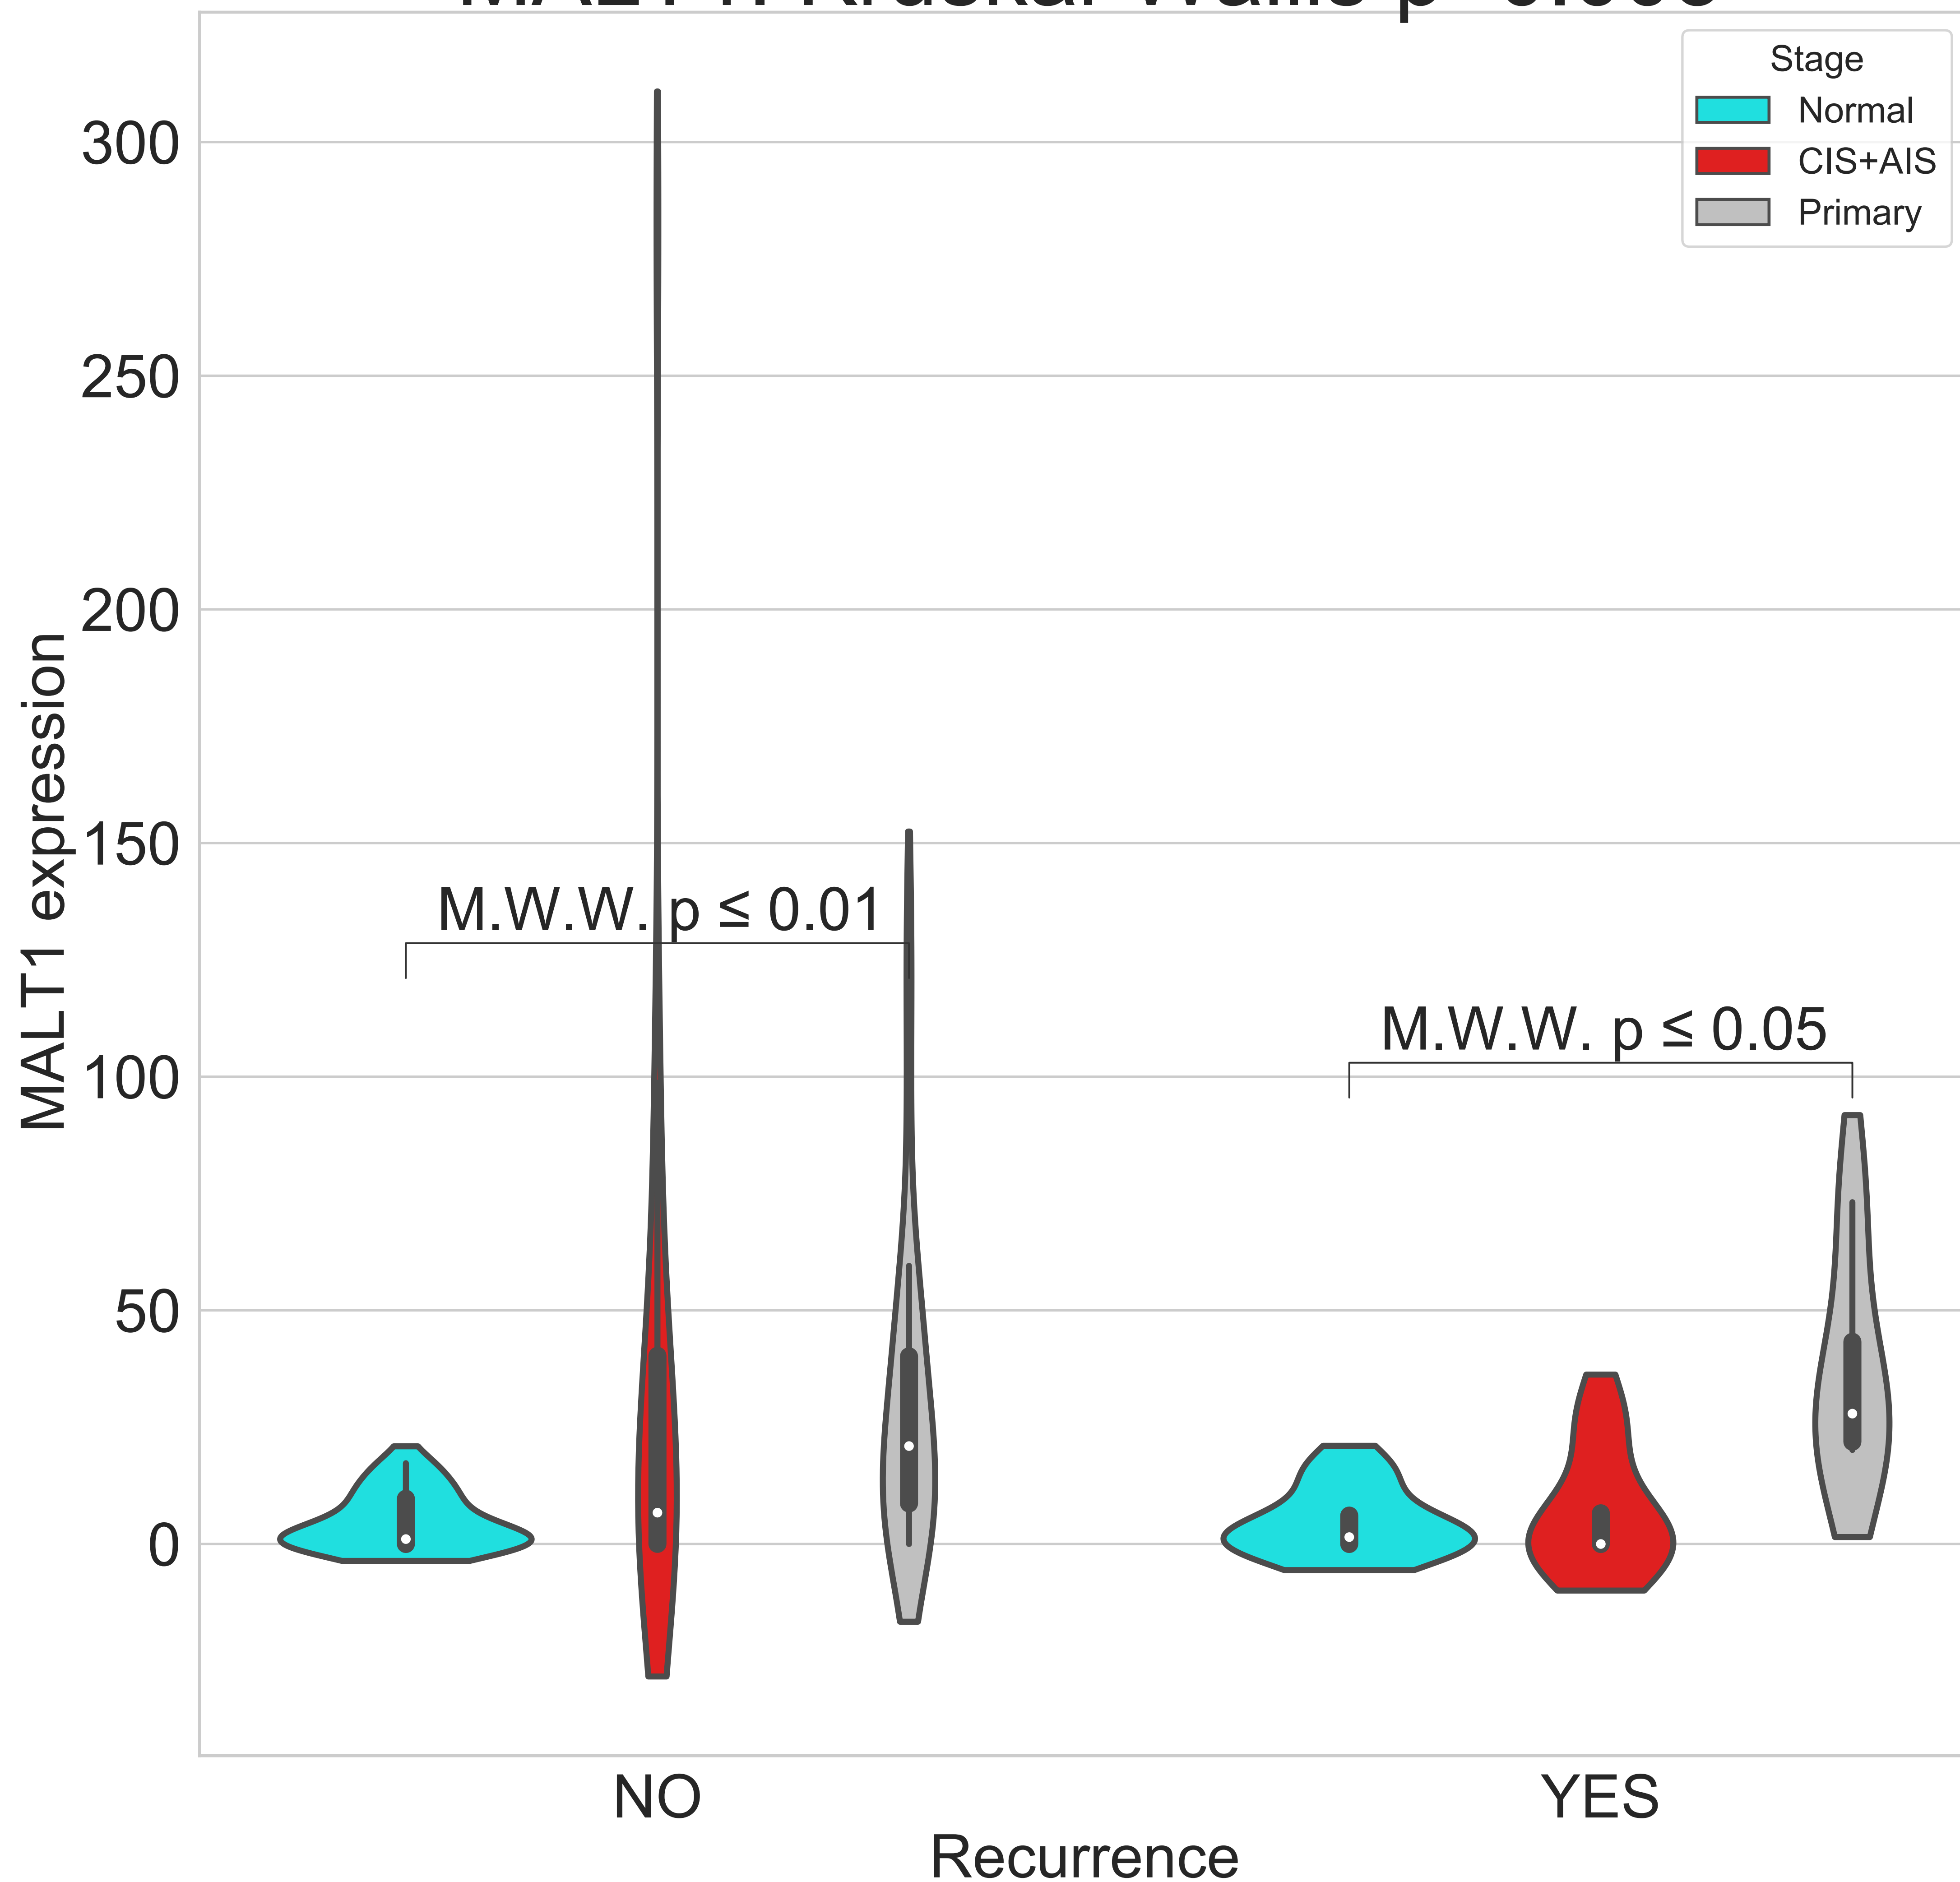 Stage
Normal
CIS+AIS
Primary
300
250
200
150
100
50
0
MALT1 expression
M.W.W. p ≤ 0.01
M.W.W. p ≤ 0.05
NO
YES
Recurrence